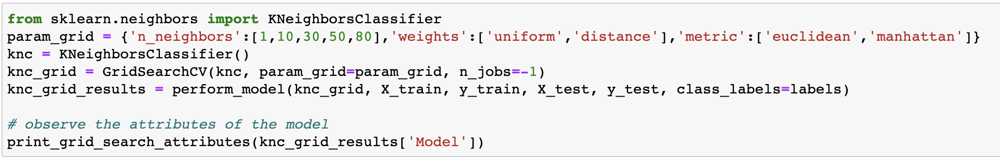 from sklearn.neighbors import KNeighborsClassifier
param_grid = {'n_neighbors':[1,10,30,50,80],'weights':['uniform','distance'],'metric':['euclidean','manhattan']}
knc = KNeighborsClassifier()
knc_grid = GridSearchCV(knc, param_grid=param_grid, n_jobs=-1)
knc_grid_results = perform_model(knc_grid, X_train, y_train, X_test, y_test, class_labels=labels)
# observe the attributes of the model
print_grid_search_attributes(knc_grid_results['Model'])